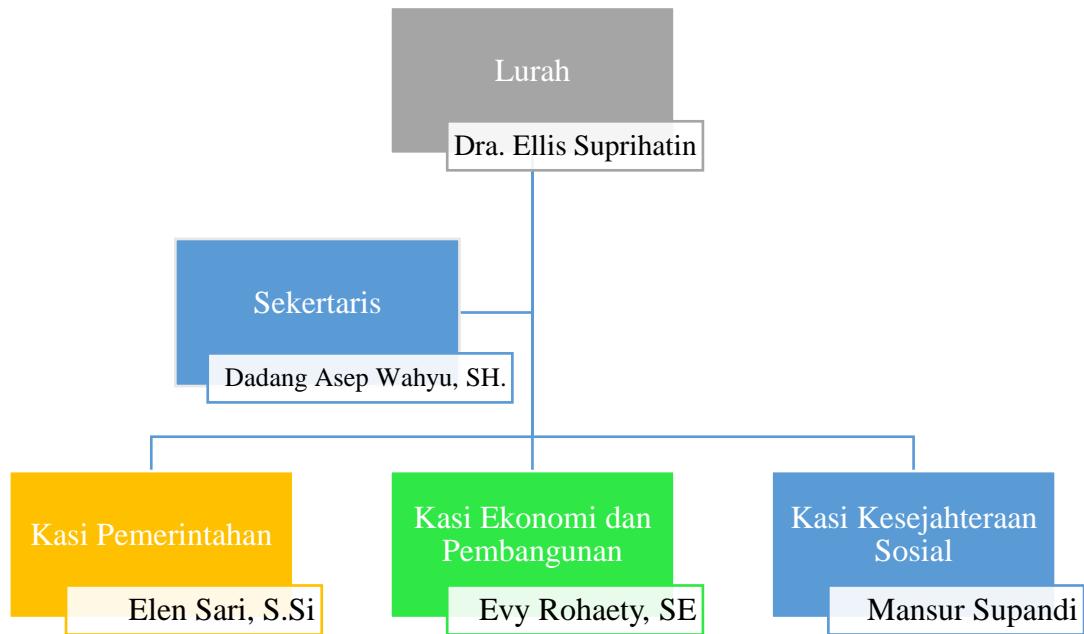 Lurah
Dra. Ellis Suprihatin
Sekertaris
Dadang Asep Wahyu, SH.
Kasi Pemerintahan
Elen Sari, S.Si
Kasi Ekonomi dan
Pembangunan
Evy Rohaety, SE
Kasi Kesejahteraan
Sosial
Mansur Supandi